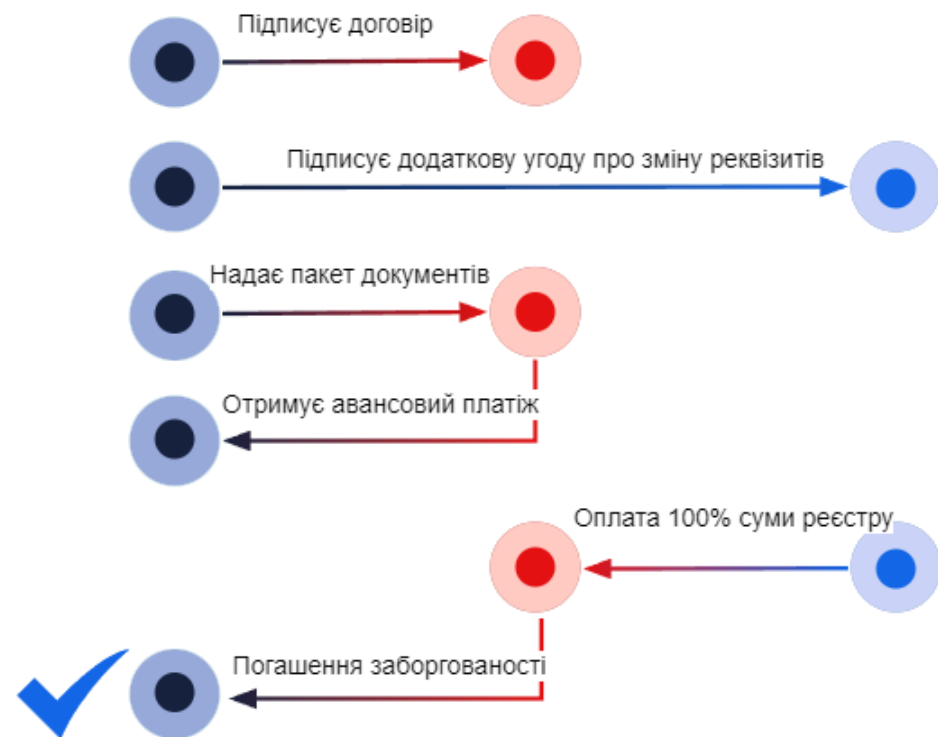 Підписує договір
Підписує додаткову угоду про зміну реквізитів
Надає пакет документів
Отримує авансовий платіж
Оплата 100% суми реєстру
Погашення заборгованості